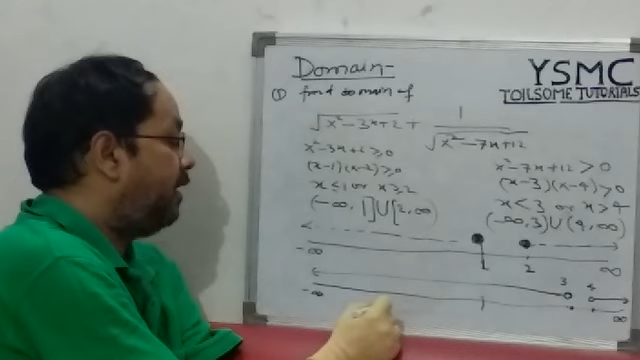 Domain-
YSMC
TOILSOME TUTORIALS
① find domain of
√x²-3x+2 + 1/√x²-7x+12
x²-3x+2≥0
(x-1)(x-2)≥0
x≤1 or x≥2
(-∞, 1]∪[2, ∞)
x²-7x+12>0
(x-3)(x-4)>0
x<3 or x>4
(-∞, 3)∪(4, ∞)
-∞ 1 2 ∞
-∞ 1 3 4 ∞